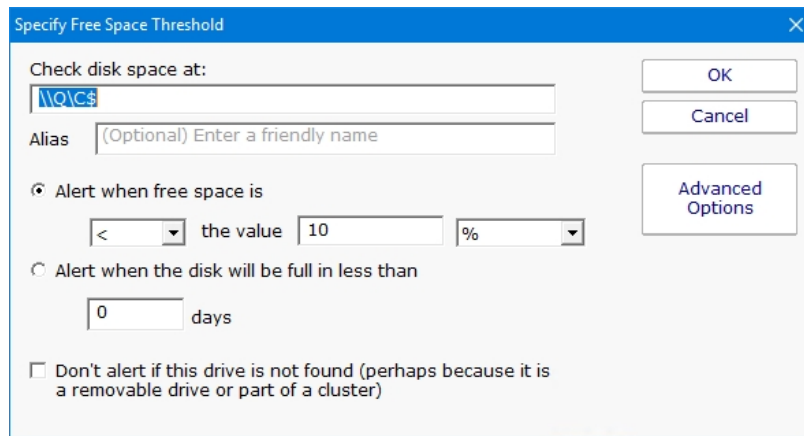 Specify Free Space Threshold
Check disk space at:
\\Q\C$
OK
Cancel
Alias (Optional) Enter a friendly name
Advanced
Options
Alert when free space is
< the value 10 %
Alert when the disk will be full in less than
0 days
Don't alert if this drive is not found (perhaps because it is
a removable drive or part of a cluster)